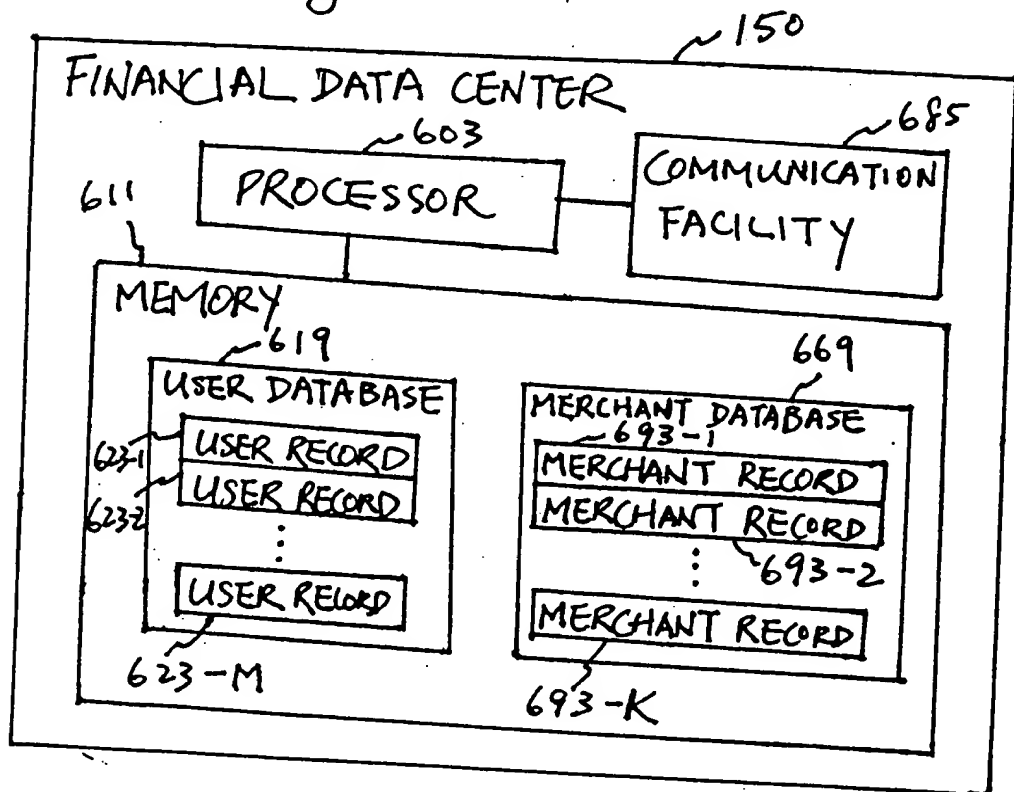 150
FINANCIAL DATA CENTER
603
685
PROCESSOR
COMMUNICATION
FACILITY
611
MEMORY
619
669
USER DATABASE
MERCHANT DATABASE
693-1
623-1
USER RECORD
MERCHANT RECORD
623-2
USER RECORD
MERCHANT RECORD
693-2
USER RECORD
MERCHANT RECORD
623-M
693-K